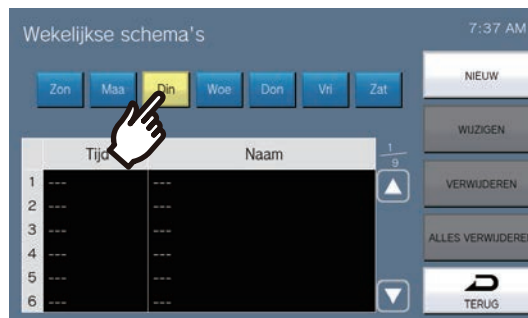 Wekelijkse schema's
7:37 AM
Zon Maa Din Woe Don Vri Zat
NIEUW
WIJZIGEN
Tijd Naam
1
9
VERWIJDEREN
1 --- ---
2 --- ---
3 --- ---
ALLES VERWIJDEREN
4 --- ---
5 --- ---
6 --- ---
TERUG